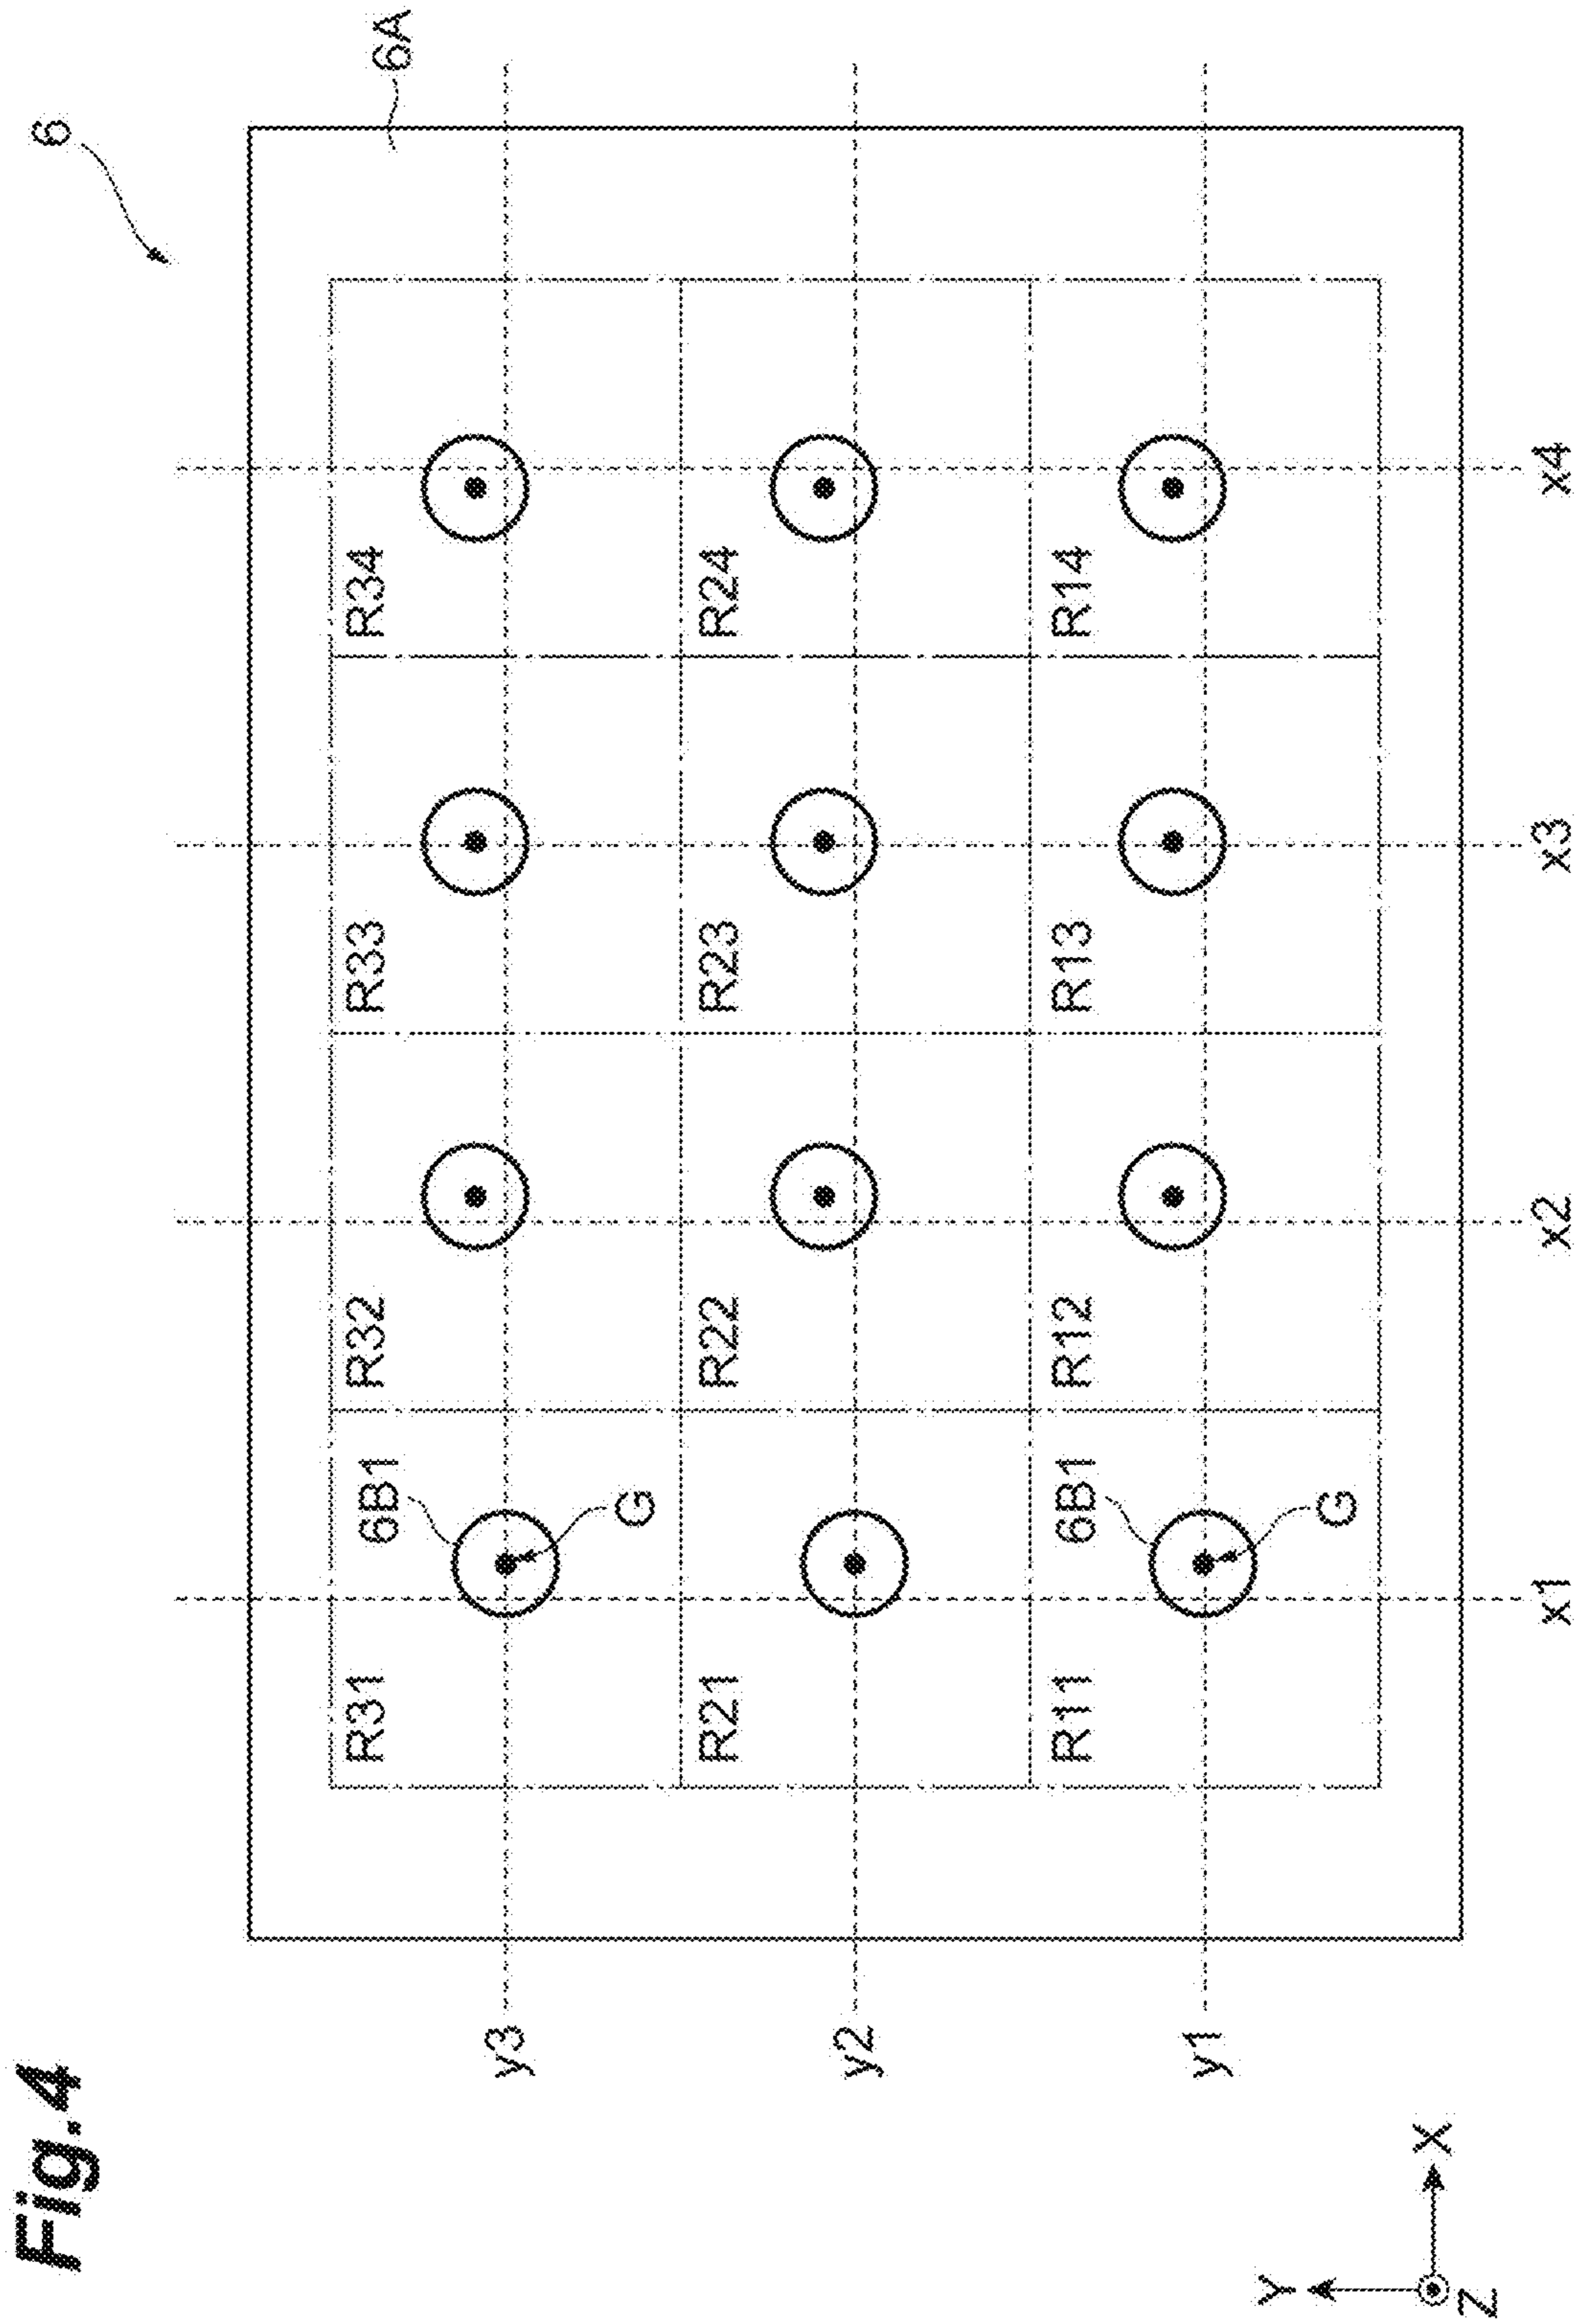 Fig.4
6
6A
y3
y2
y1
R31
R32
R33
R34
6B1
G
R21
R22
R23
R24
R11
R12
R13
R14
6B1
G
x1
x2
x3
x4
Y
X
Z